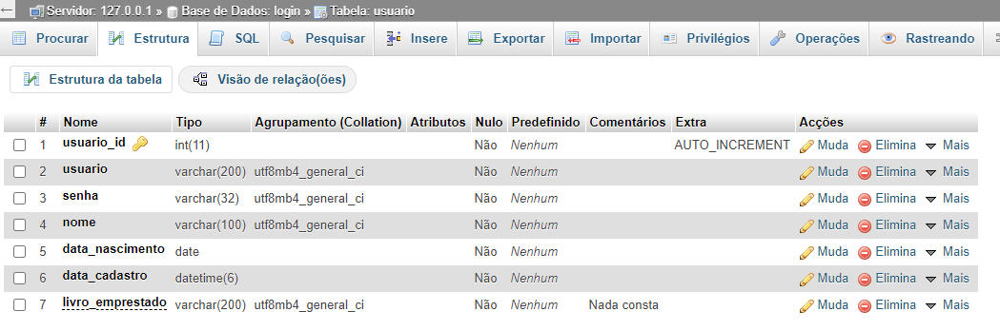 Servidor: 127.0.0.1 » Base de Dados: login » Tabela: usuario
Procurar Estrutura SQL Pesquisar Insere Exportar Importar Privilégios Operações Rastreando
Estrutura da tabela Visão de relação(ões)
# Nome Tipo Agrupamento (Collation) Atributos Nulo Predefinido Comentários Extra Acções
1 usuario_id int(11) Não Nenhum AUTO_INCREMENT Muda Elimina Mais
2 usuario varchar(200) utf8mb4_general_ci Não Nenhum Muda Elimina Mais
3 senha varchar(32) utf8mb4_general_ci Não Nenhum Muda Elimina Mais
4 nome varchar(100) utf8mb4_general_ci Não Nenhum Muda Elimina Mais
5 data_nascimento date Não Nenhum Muda Elimina Mais
6 data_cadastro datetime(6) Não Nenhum Muda Elimina Mais
7 livro_emprestado varchar(200) utf8mb4_general_ci Não Nenhum Nada consta Muda Elimina Mais